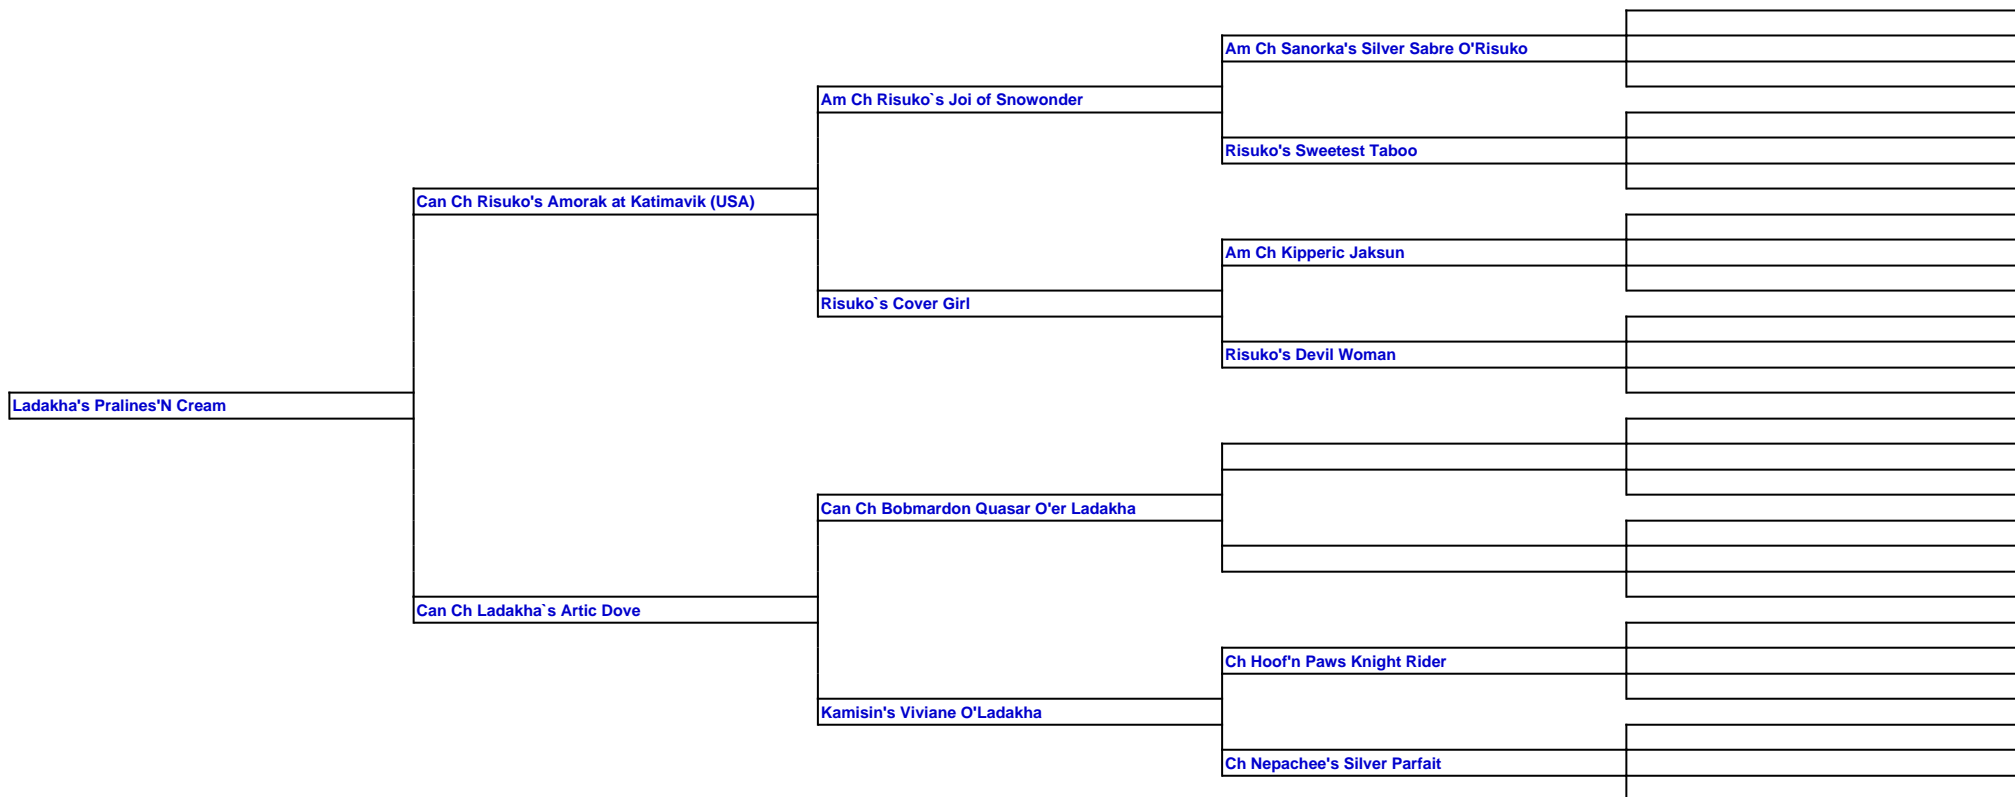 Am Ch Sanorka's Silver Sabre O'Risuko
Am Ch Risuko`s Joi of Snowonder
Risuko's Sweetest Taboo
Can Ch Risuko's Amorak at Katimavik (USA)
Am Ch Kipperic Jaksun
Risuko`s Cover Girl
Risuko's Devil Woman
Ladakha's Pralines'N Cream
Can Ch Bobmardon Quasar O'er Ladakha
Can Ch Ladakha`s Artic Dove
Ch Hoof'n Paws Knight Rider
Kamisin's Viviane O'Ladakha
Ch Nepachee's Silver Parfait